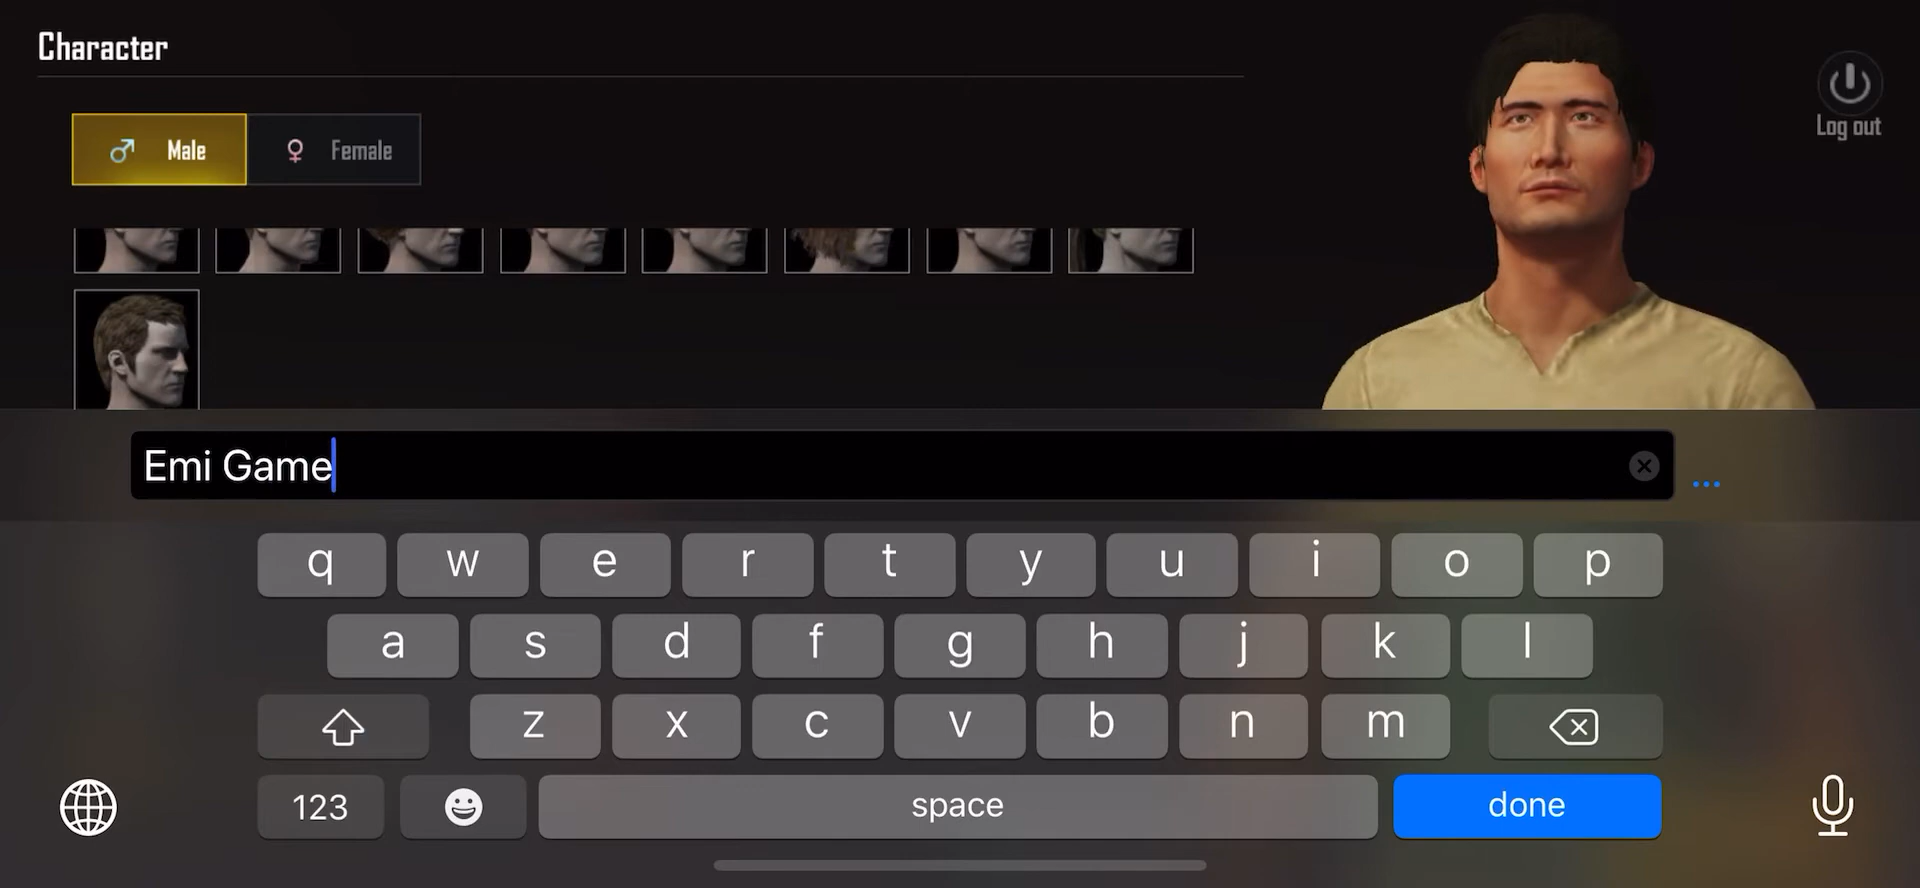 Character
Log out
Male Female
Emi Game
...
q w e r t y u i o p
a s d f g h j k l
z x c v b n m
123 space done